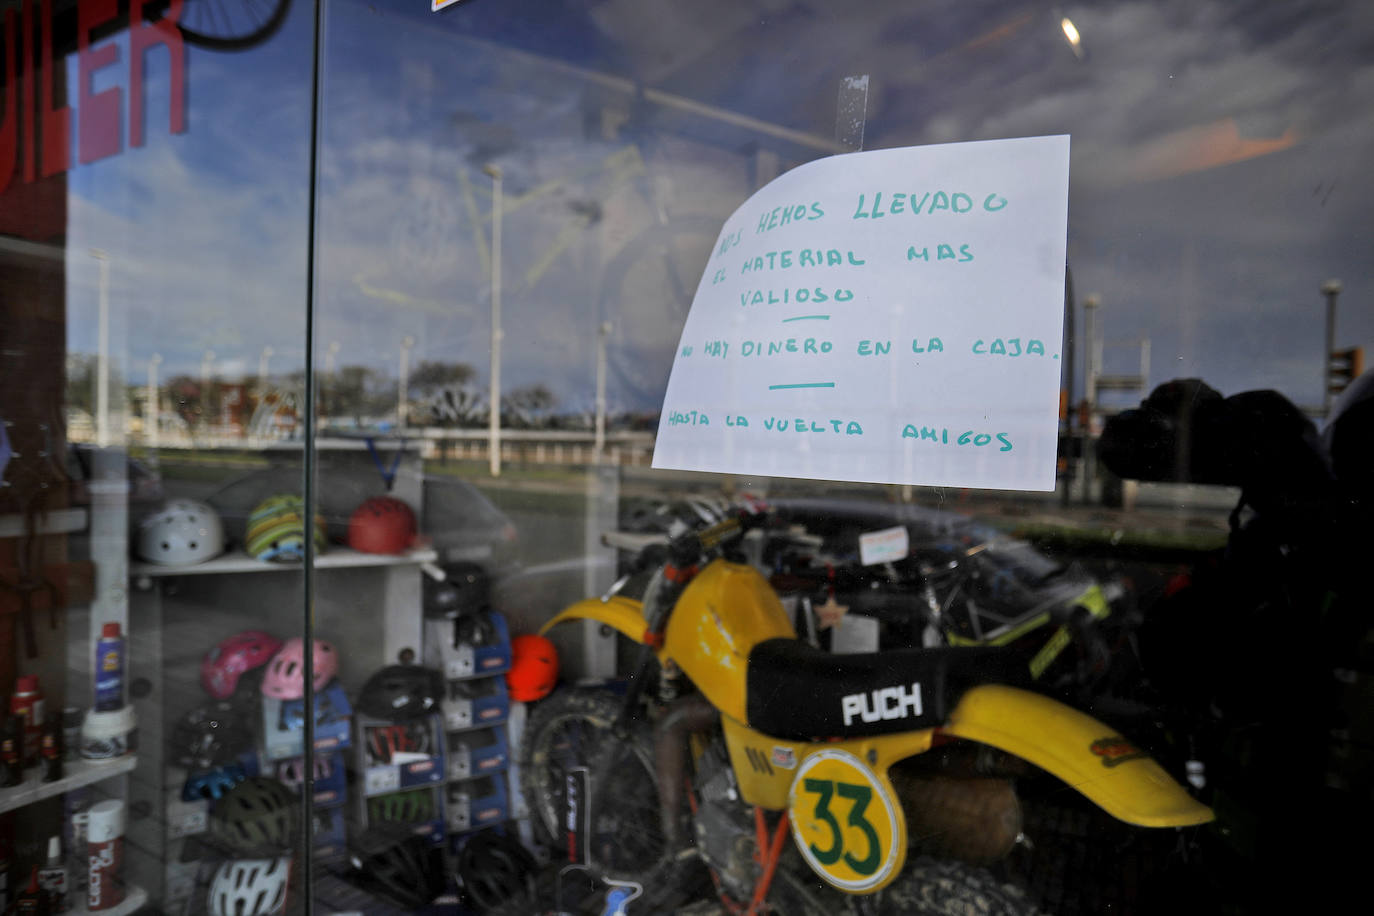 UILER
NOS HEMOS LLEVADO
EL MATERIAL MAS
VALIOSO
NO HAY DINERO EN LA CAJA.
HASTA LA VUELTA AMIGOS
PUCH
33